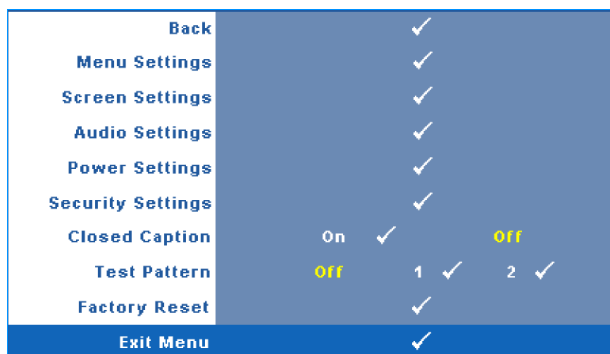 Back ✓
Menu Settings ✓
Screen Settings ✓
Audio Settings ✓
Power Settings ✓
Security Settings ✓
Closed Caption On ✓ Off
Test Pattern Off 1 ✓ 2 ✓
Factory Reset ✓
Exit Menu ✓